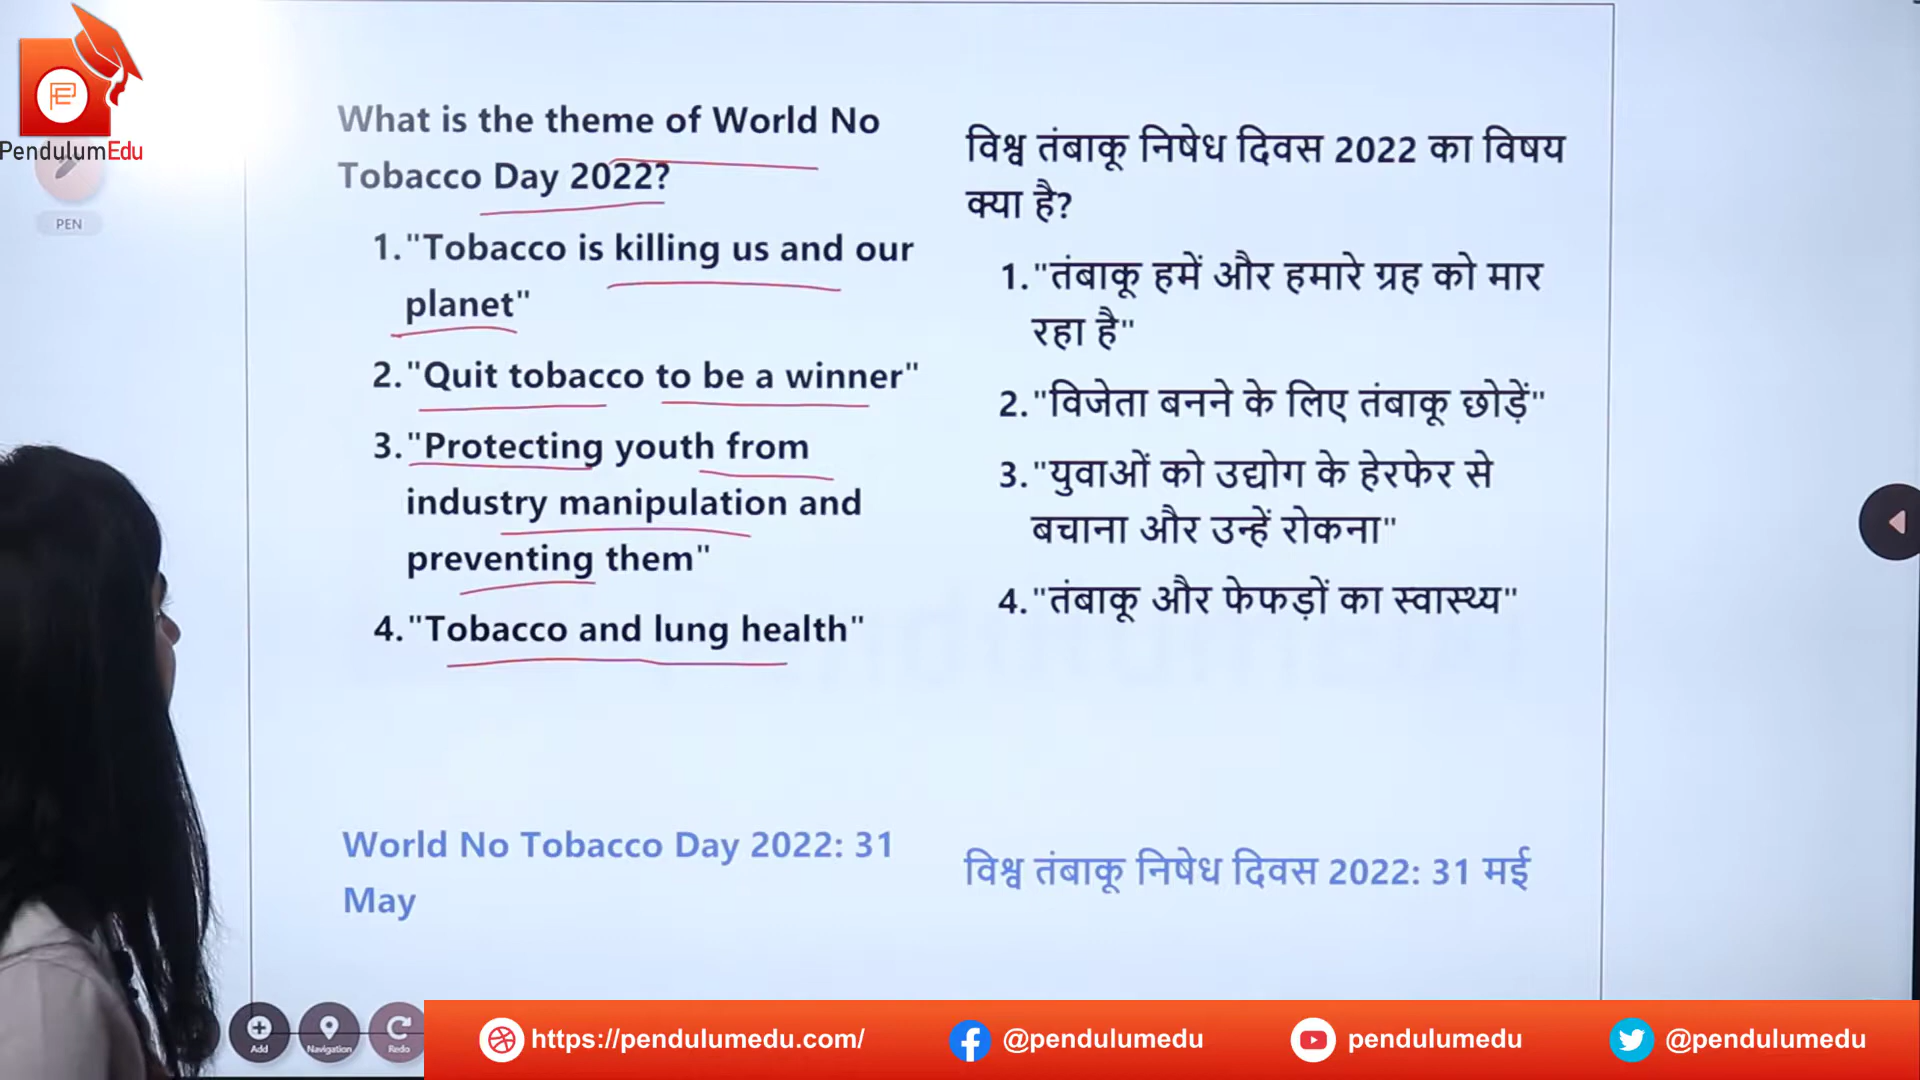 PendulumEdu
PEN
What is the theme of World No
Tobacco Day 2022?
1. "Tobacco is killing us and our
planet"
2. "Quit tobacco to be a winner"
3. "Protecting youth from
industry manipulation and
preventing them"
4. "Tobacco and lung health"
World No Tobacco Day 2022: 31
May
विश्व तंबाकू निषेध दिवस 2022 का विषय
क्या है?
1. "तंबाकू हमें और हमारे ग्रह को मार
रहा है"
2. "विजेता बनने के लिए तंबाकू छोड़ें"
3. "युवाओं को उद्योग के हेरफेर से
बचाना और उन्हें रोकना"
4. "तंबाकू और फेफड़ों का स्वास्थ्य"
विश्व तंबाकू निषेध दिवस 2022: 31 मई
Add Navigation Redo
https://pendulumedu.com/ @pendulumedu pendulumedu @pendulumedu